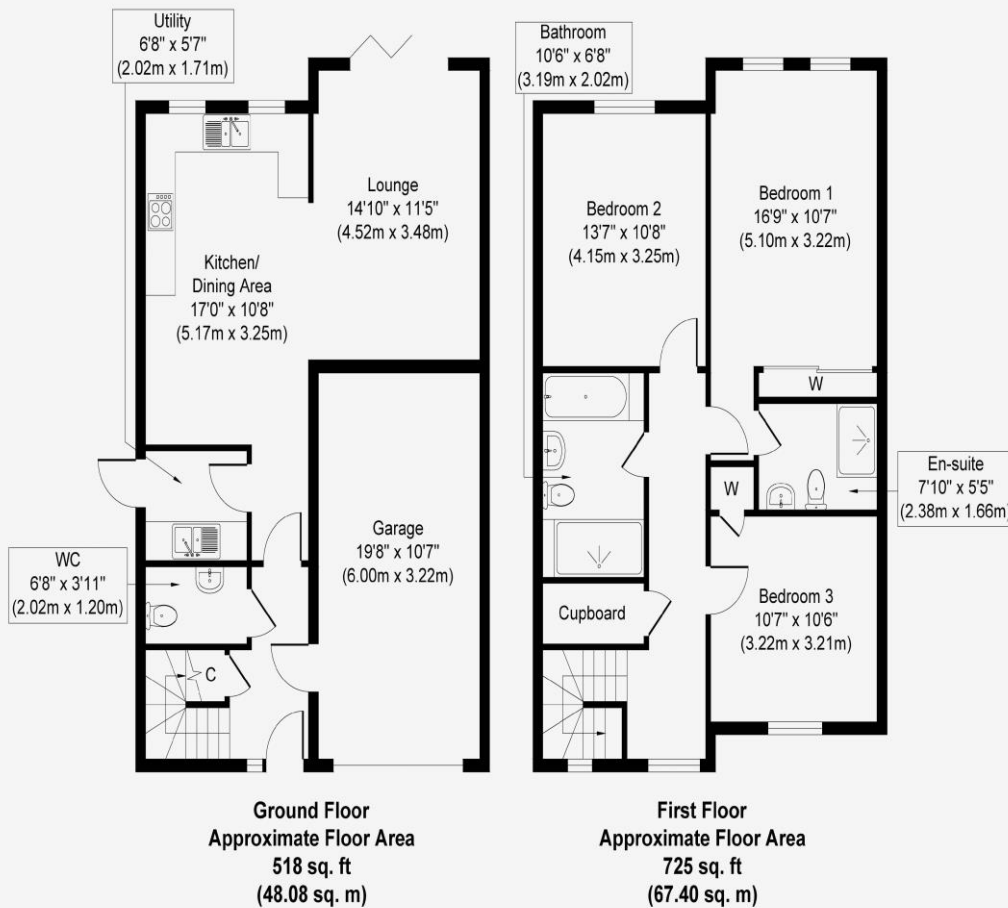 Utility
6'8" x 5'7"
(2.02m x 1.71m)
Lounge
14'10" x 11'5"
(4.52m x 3.48m)
Kitchen/
Dining Area
17'0" x 10'8"
(5.17m x 3.25m)
Garage
19'8" x 10'7"
(6.00m x 3.22m)
WC
6'8" x 3'11"
(2.02m x 1.20m)
C
Ground Floor
Approximate Floor Area
518 sq. ft
(48.08 sq. m)
Bathroom
10'6" x 6'8"
(3.19m x 2.02m)
Bedroom 2
13'7" x 10'8"
(4.15m x 3.25m)
Bedroom 1
16'9" x 10'7"
(5.10m x 3.22m)
W
W
En-suite
7'10" x 5'5"
(2.38m x 1.66m)
Cupboard
Bedroom 3
10'7" x 10'6"
(3.22m x 3.21m)
First Floor
Approximate Floor Area
725 sq. ft
(67.40 sq. m)